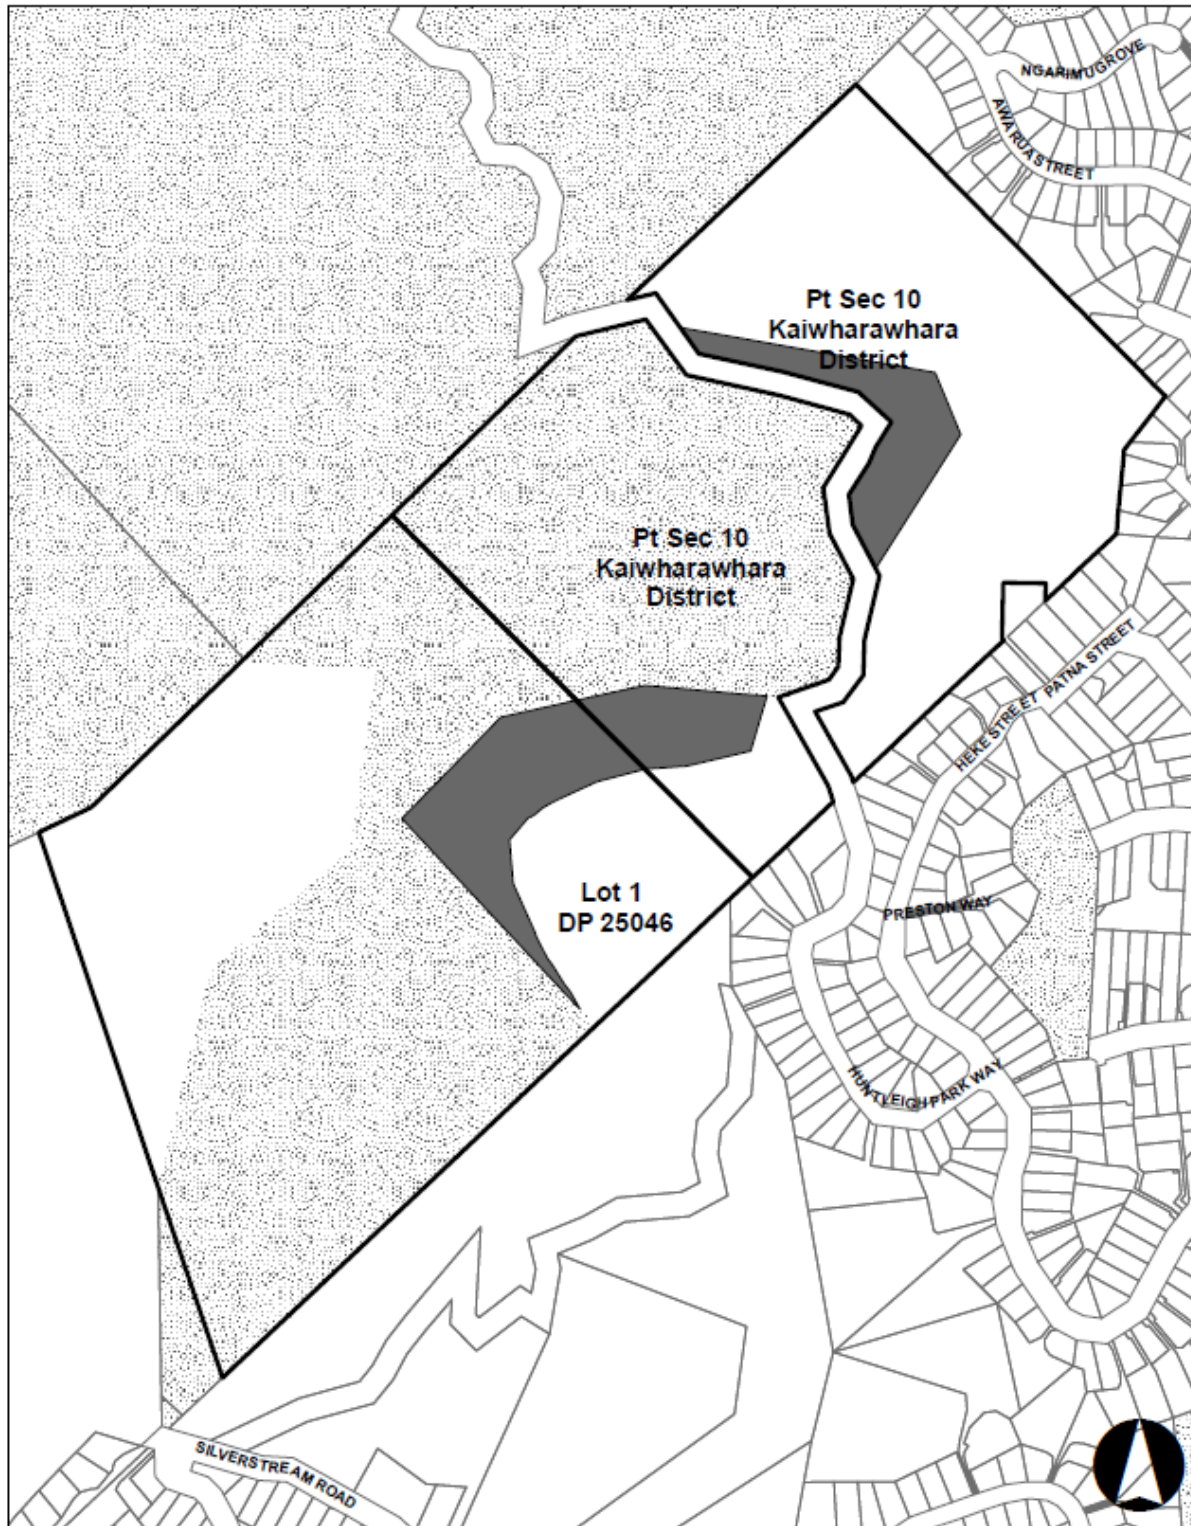 NGARIMU GROVE
AWARUA STREET
Pt Sec 10
Kaiwharawhara
District
Pt Sec 10
Kaiwharawhara
District
HEKE STREET
PATNA STREET
Lot 1
DP 25046
PRESTON WAY
HUNTLEIGH PARK WAY
SILVERSTREAM ROAD